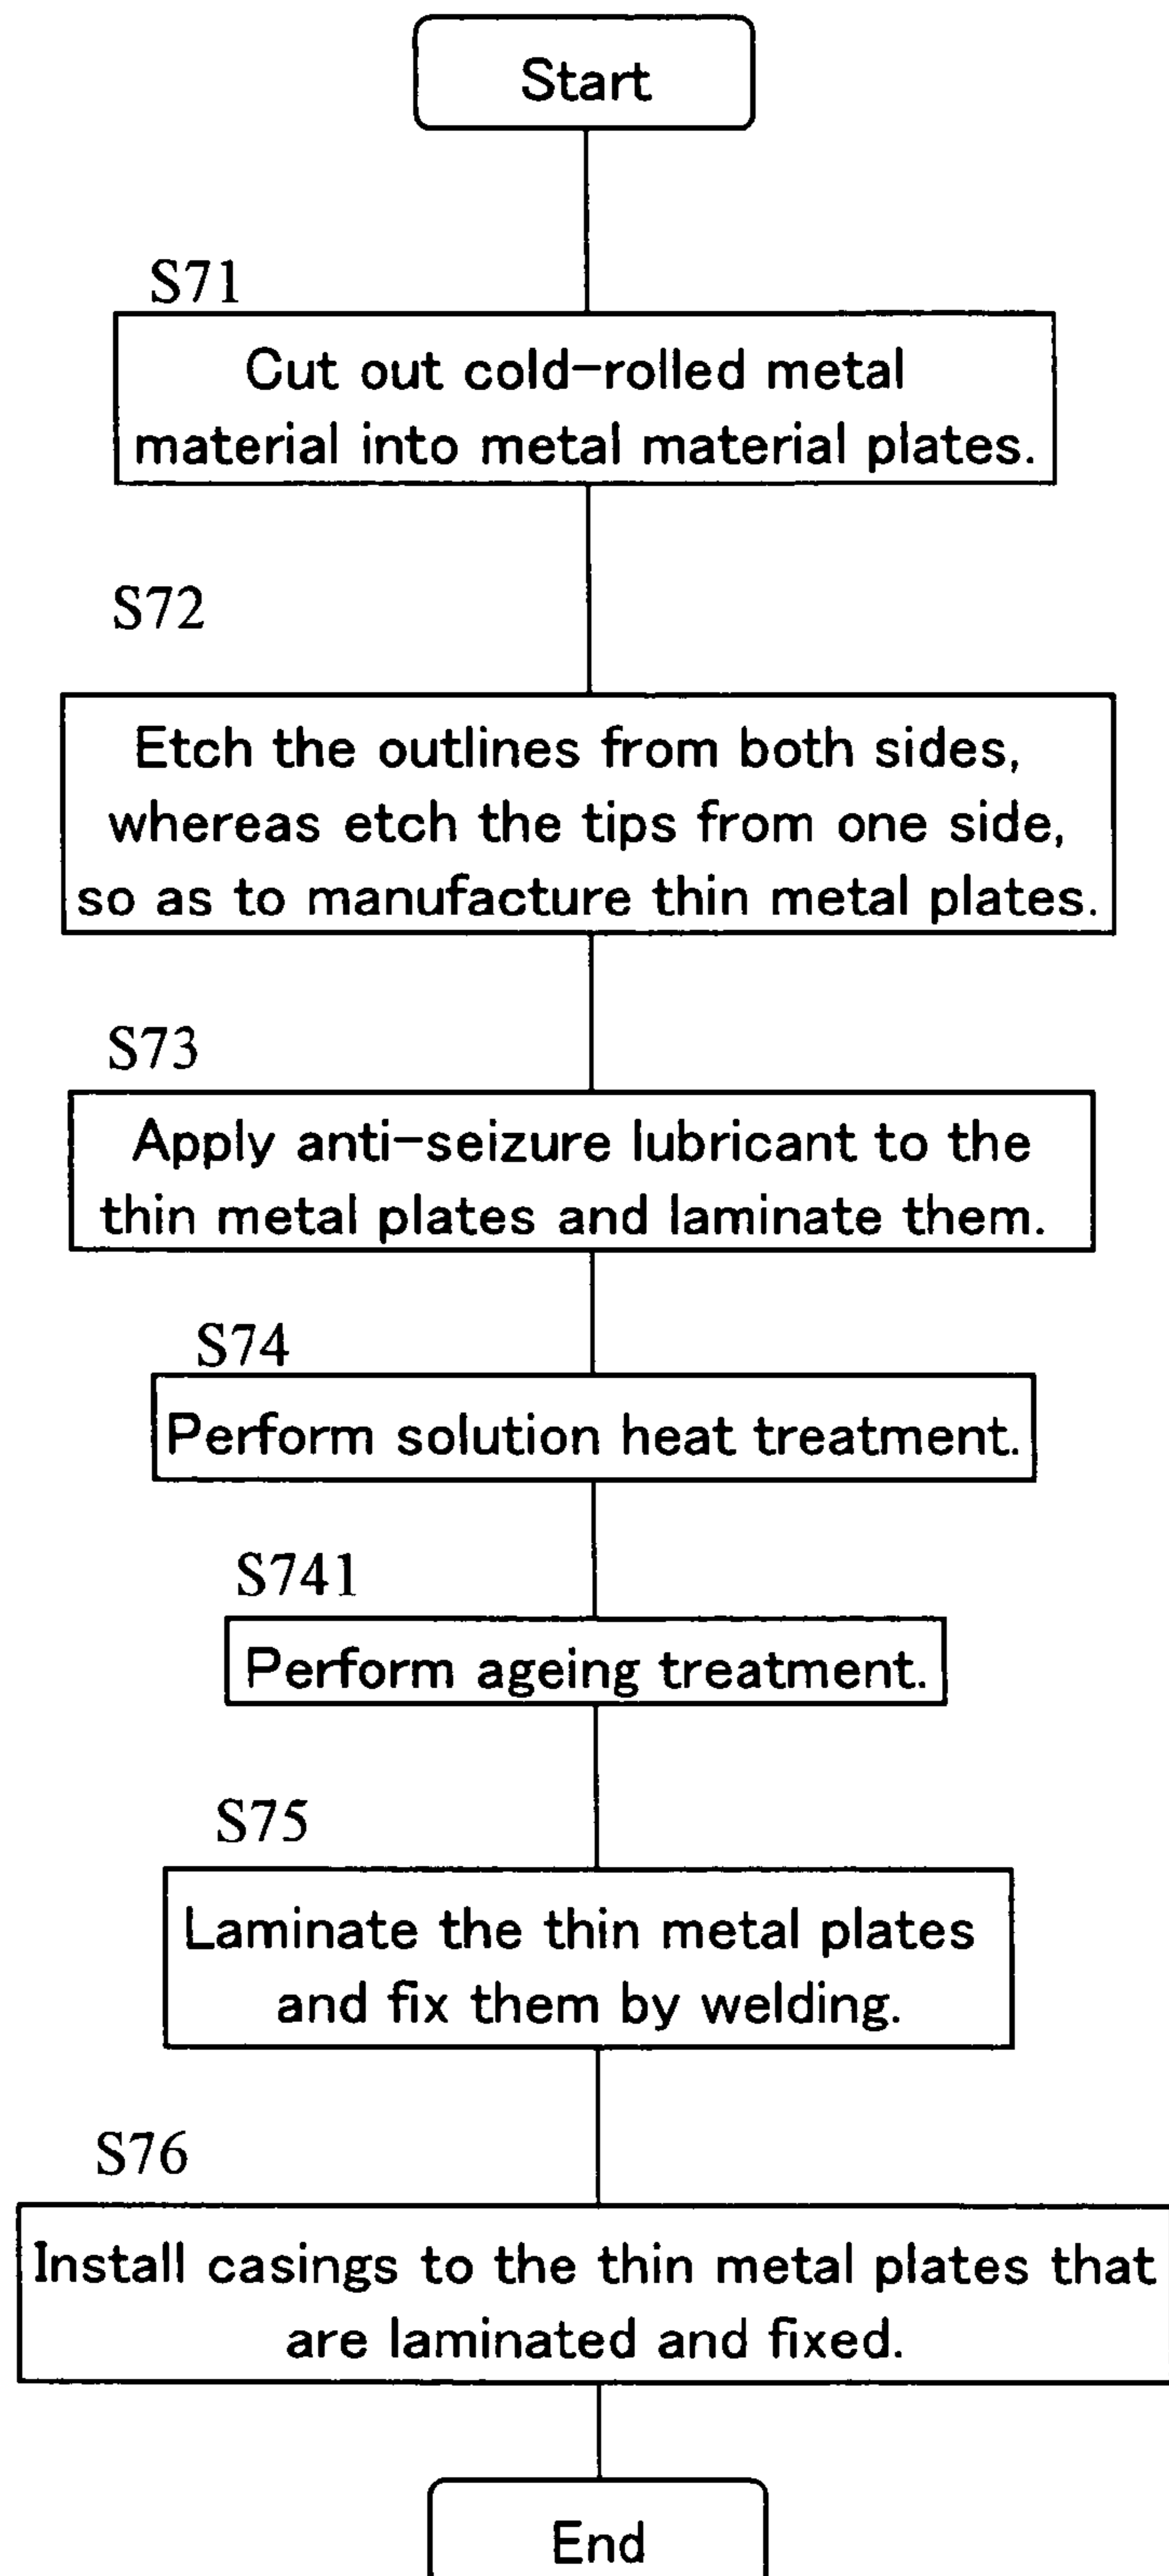 Start
S71
Cut out cold-rolled metal
material into metal material plates.
S72
Etch the outlines from both sides,
whereas etch the tips from one side,
so as to manufacture thin metal plates.
S73
Apply anti-seizure lubricant to the
thin metal plates and laminate them.
S74
Perform solution heat treatment.
S741
Perform ageing treatment.
S75
Laminate the thin metal plates
and fix them by welding.
S76
Install casings to the thin metal plates that
are laminated and fixed.
End